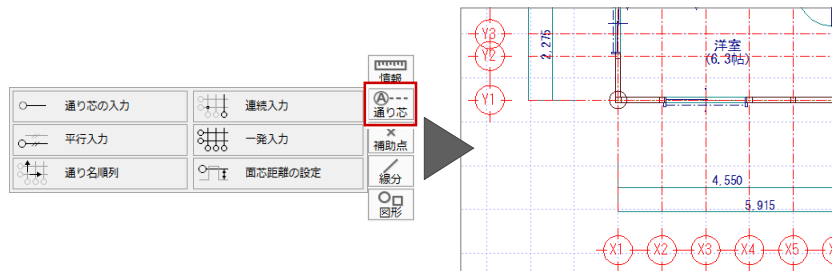 通り芯の入力
連続入力
平行入力
一発入力
通り名順列
面芯距離の設定
情報
A
通り芯
補助点
線分
図形
Y3
Y2
Y1
2,275
洋室
(6.3帖)
4.550
5.915
X1
X2
X3
X4
X5